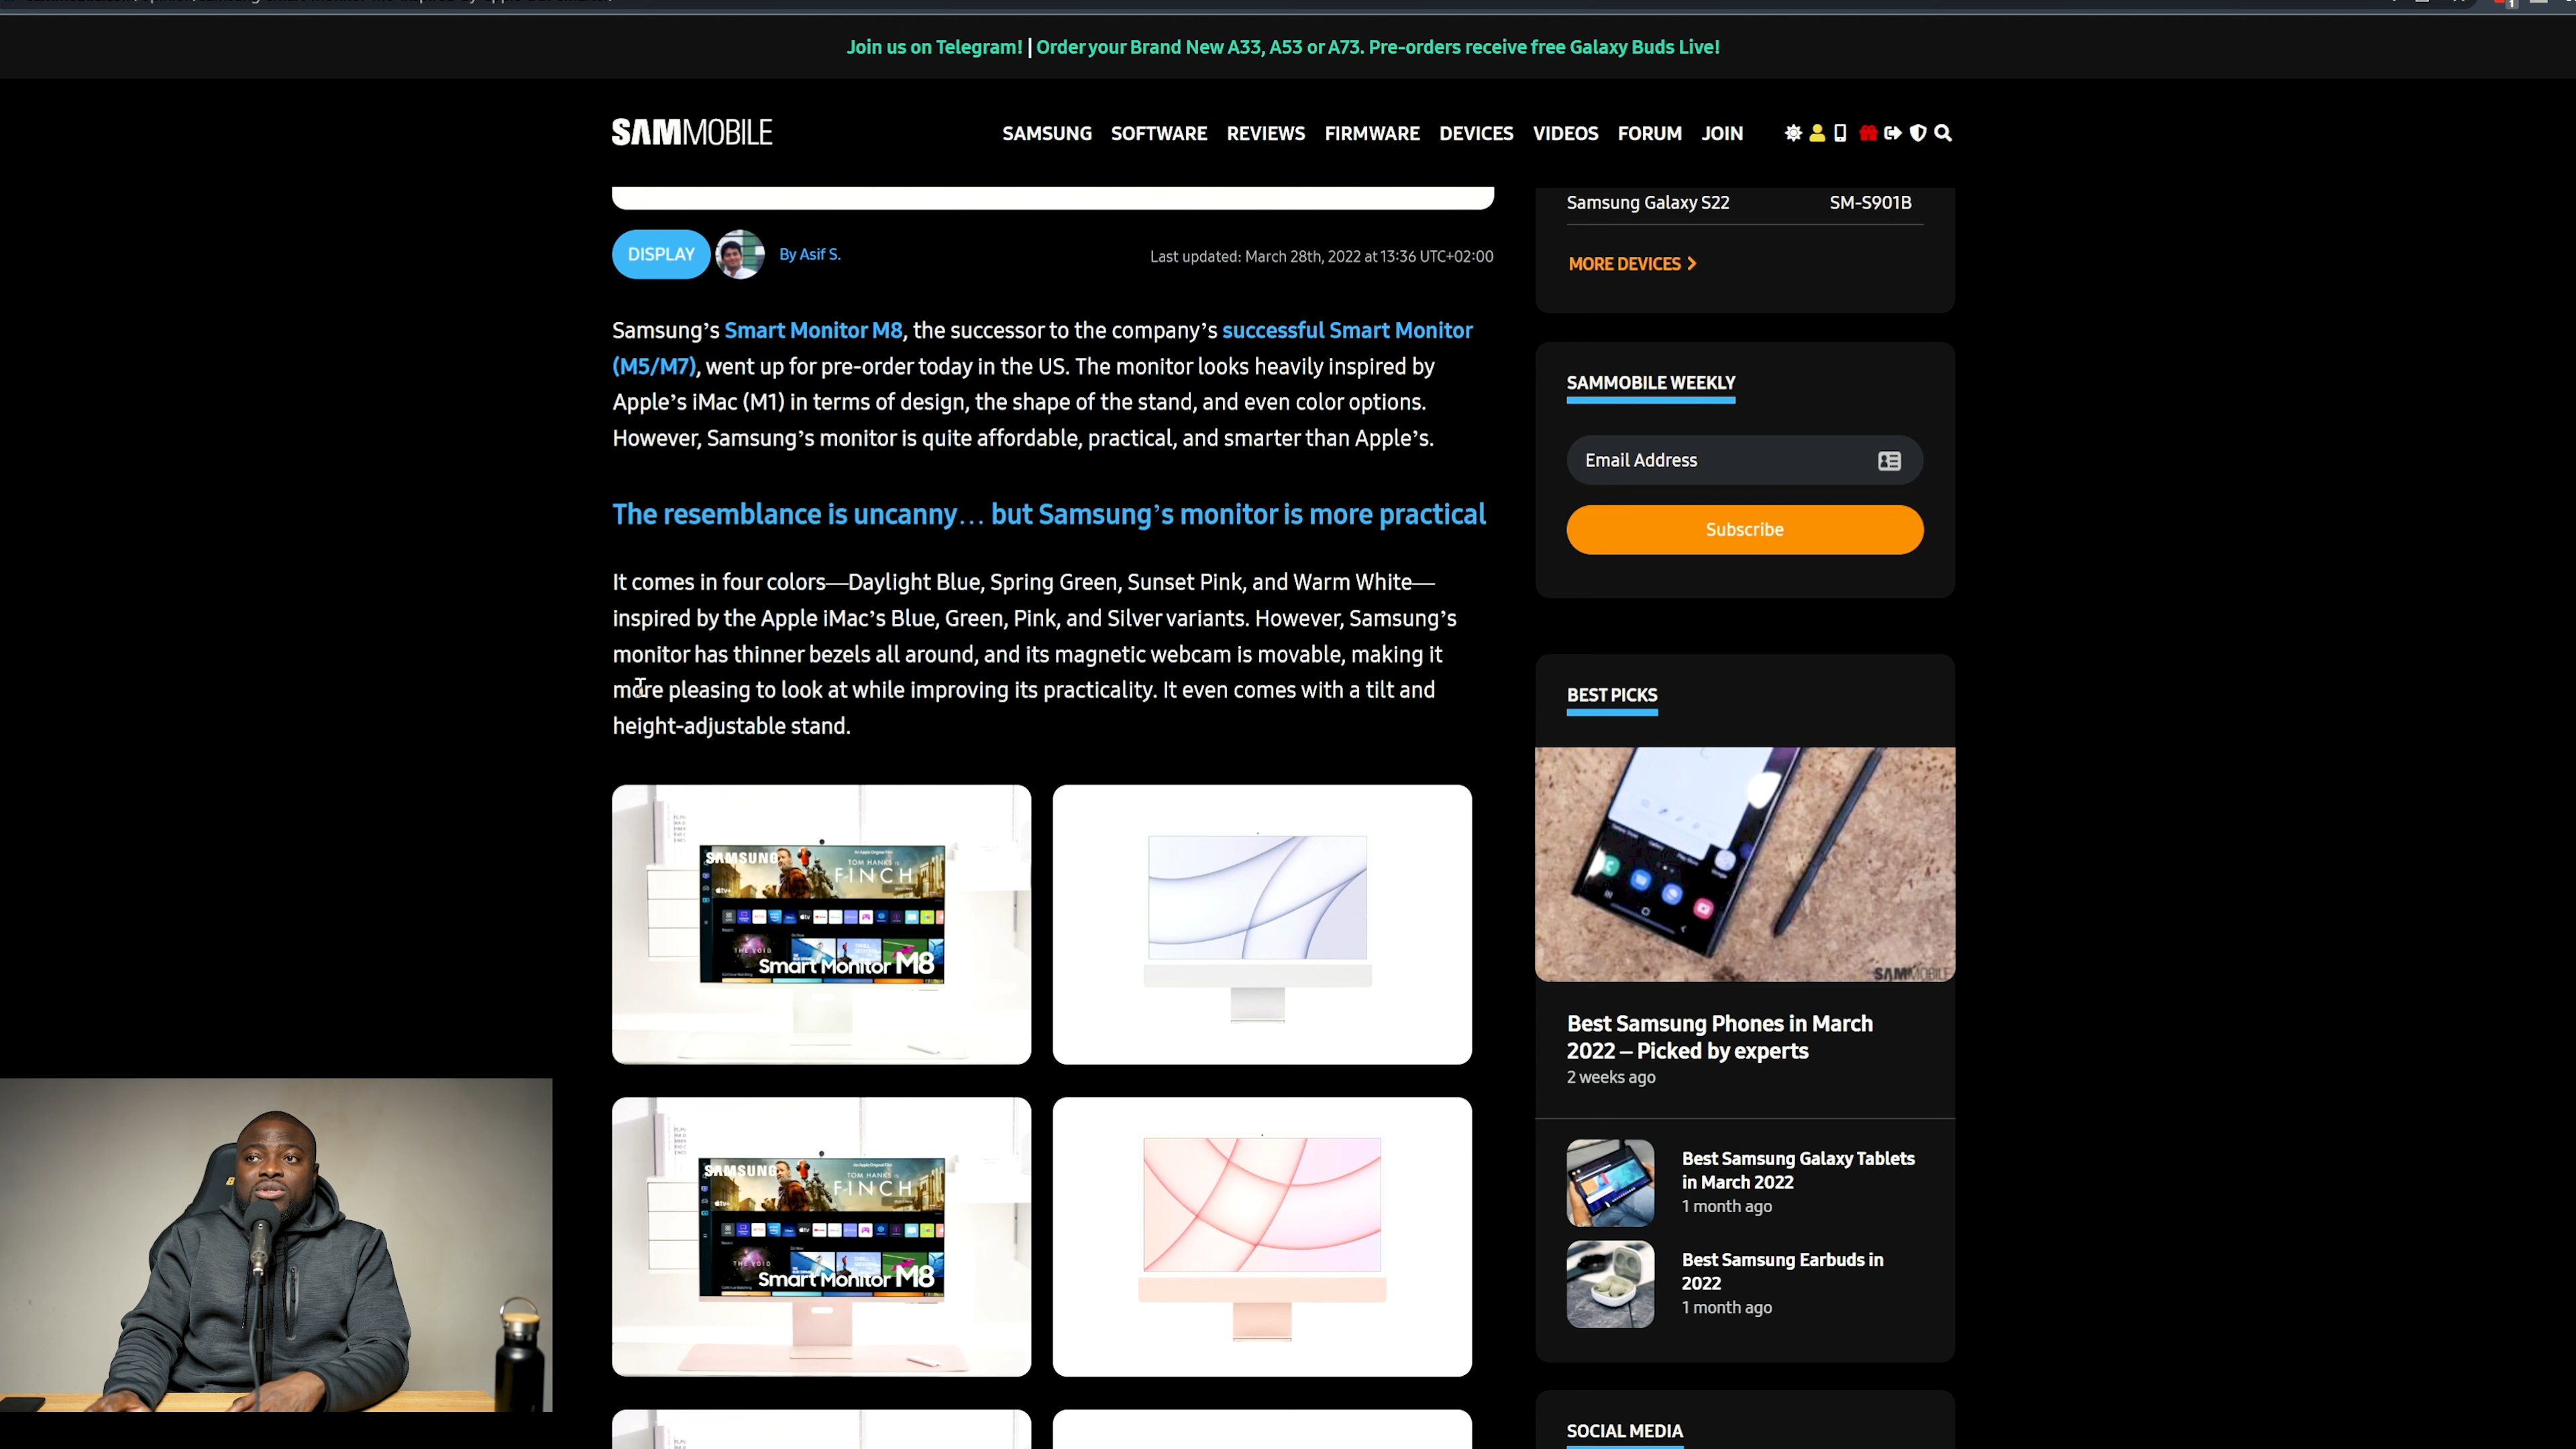 Join us on Telegram! | Order your Brand New A33, A53 or A73. Pre-orders receive free Galaxy Buds Live!
SAMMOBILE
SAMSUNG SOFTWARE REVIEWS FIRMWARE DEVICES VIDEOS FORUM JOIN
DISPLAY
By Asif S.
Last updated: March 28th, 2022 at 13:36 UTC+02:00
Samsung's Smart Monitor M8, the successor to the company's successful Smart Monitor
(M5/M7), went up for pre-order today in the US. The monitor looks heavily inspired by
Apple's iMac (M1) in terms of design, the shape of the stand, and even color options.
However, Samsung's monitor is quite affordable, practical, and smarter than Apple's.
The resemblance is uncanny… but Samsung's monitor is more practical
It comes in four colors—Daylight Blue, Spring Green, Sunset Pink, and Warm White—
inspired by the Apple iMac's Blue, Green, Pink, and Silver variants. However, Samsung's
monitor has thinner bezels all around, and its magnetic webcam is movable, making it
more pleasing to look at while improving its practicality. It even comes with a tilt and
height-adjustable stand.
SAMSUNG
TOM HANKS
FINCH
THE VOID
Smart Monitor M8
SAMSUNG
TOM HANKS
FINCH
THE VOID
Smart Monitor M8
Samsung Galaxy S22 SM-S901B
MORE DEVICES
SAMMOBILE WEEKLY
Email Address
Subscribe
BEST PICKS
SAMMOBILE
Best Samsung Phones in March
2022 – Picked by experts
2 weeks ago
Best Samsung Galaxy Tablets
in March 2022
1 month ago
Best Samsung Earbuds in
2022
1 month ago
SOCIAL MEDIA